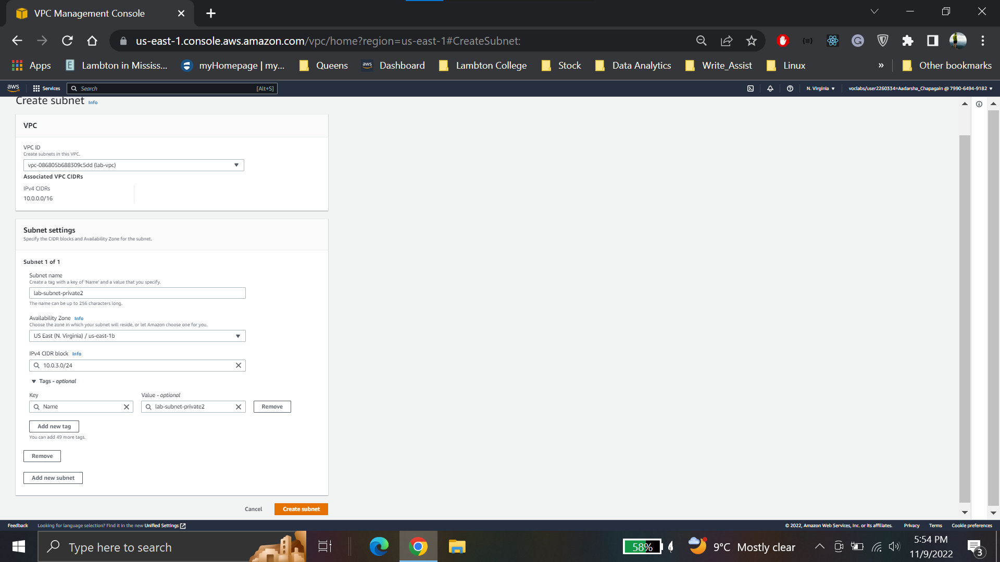 VPC Management Console
us-east-1.console.aws.amazon.com/vpc/home?region=us-east-1#CreateSubnet:
Apps
E
Lambton in Mississ...
myHomepage | my...
Queens
aws
Dashboard
Lambton College
Stock
Data Analytics
Write_Assist
Linux
»
Other bookmarks
aws
Services
Search
[Alt+S]
N. Virginia
voclabs/user2260334=Aadarsha_Chapagain @ 7990-6494-9182
Create subnet Info
VPC
VPC ID
Create subnets in this VPC.
vpc-086805b688309c5dd (lab-vpc)
Associated VPC CIDRs
IPv4 CIDRs
10.0.0.0/16
Subnet settings
Specify the CIDR blocks and Availability Zone for the subnet.
Subnet 1 of 1
Subnet name
Create a tag with a key of 'Name' and a value that you specify.
lab-subnet-private2
The name can be up to 256 characters long.
Availability Zone Info
Choose the zone in which your subnet will reside, or let Amazon choose one for you.
US East (N. Virginia) / us-east-1b
IPv4 CIDR block Info
10.0.3.0/24
Tags - optional
Key
Value - optional
Name
lab-subnet-private2
Remove
Add new tag
You can add 49 more tags.
Remove
Add new subnet
Cancel
Create subnet
Feedback
Looking for language selection? Find it in the new Unified Settings
© 2022, Amazon Web Services, Inc. or its affiliates.
Privacy
Terms
Cookie preferences
Type here to search
58%
9°C Mostly clear
5:54 PM
11/9/2022
3